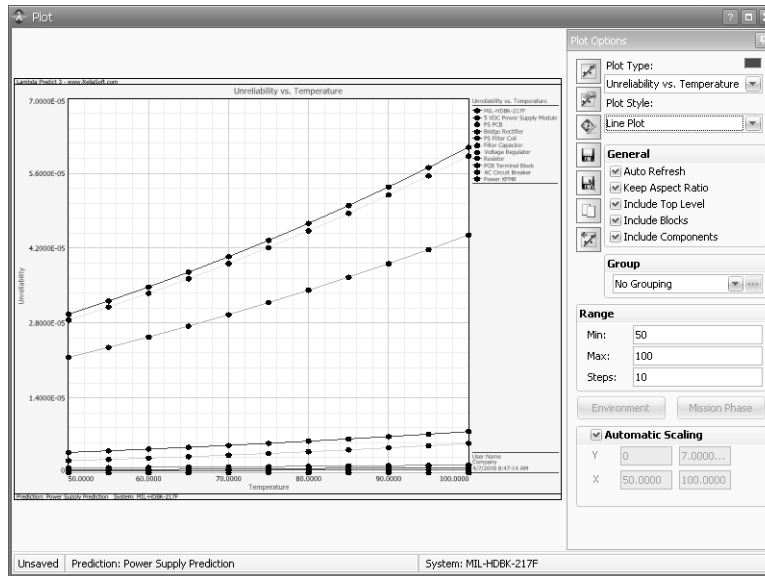 Plot
Lambda Predict 3 - www.ReliaSoft.com
Unreliability vs. Temperature
7.0000E-05
5.6000E-05
4.2000E-05
2.8000E-05
1.4000E-05
0
Unreliability
50.0000 60.0000 70.0000 80.0000 90.0000 100.0000
Temperature
Unreliability vs. Temperature
MIL-HDBK-217F
5 VDC Power Supply Module
PS PCB
Bridge Rectifier
PS Filter Coil
Filter Capacitor
Voltage Regulator
Resistor
PCB Terminal Block
AC Circuit Breaker
Power XFMR
User Name
Company
4/7/2009 8:47:14 AM
Prediction: Power Supply Prediction System: MIL-HDBK-217F
Plot Options
Plot Type:
Unreliability vs. Temperature
Plot Style:
Line Plot
General
Auto Refresh
Keep Aspect Ratio
Include Top Level
Include Blocks
Include Components
Group
No Grouping
Range
Min: 50
Max: 100
Steps: 10
Environment Mission Phase
Automatic Scaling
Y 0 7.0000...
X 50.0000 100.0000
Unsaved Prediction: Power Supply Prediction System: MIL-HDBK-217F